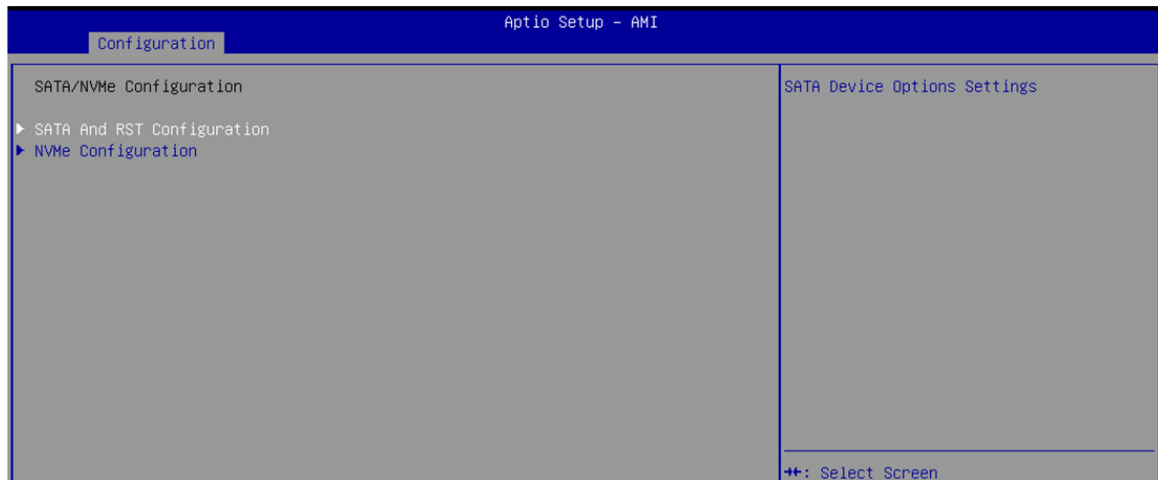 Aptio Setup - AMI
Configuration
SATA/NVMe Configuration
SATA And RST Configuration
NVMe Configuration
SATA Device Options Settings
→←: Select Screen